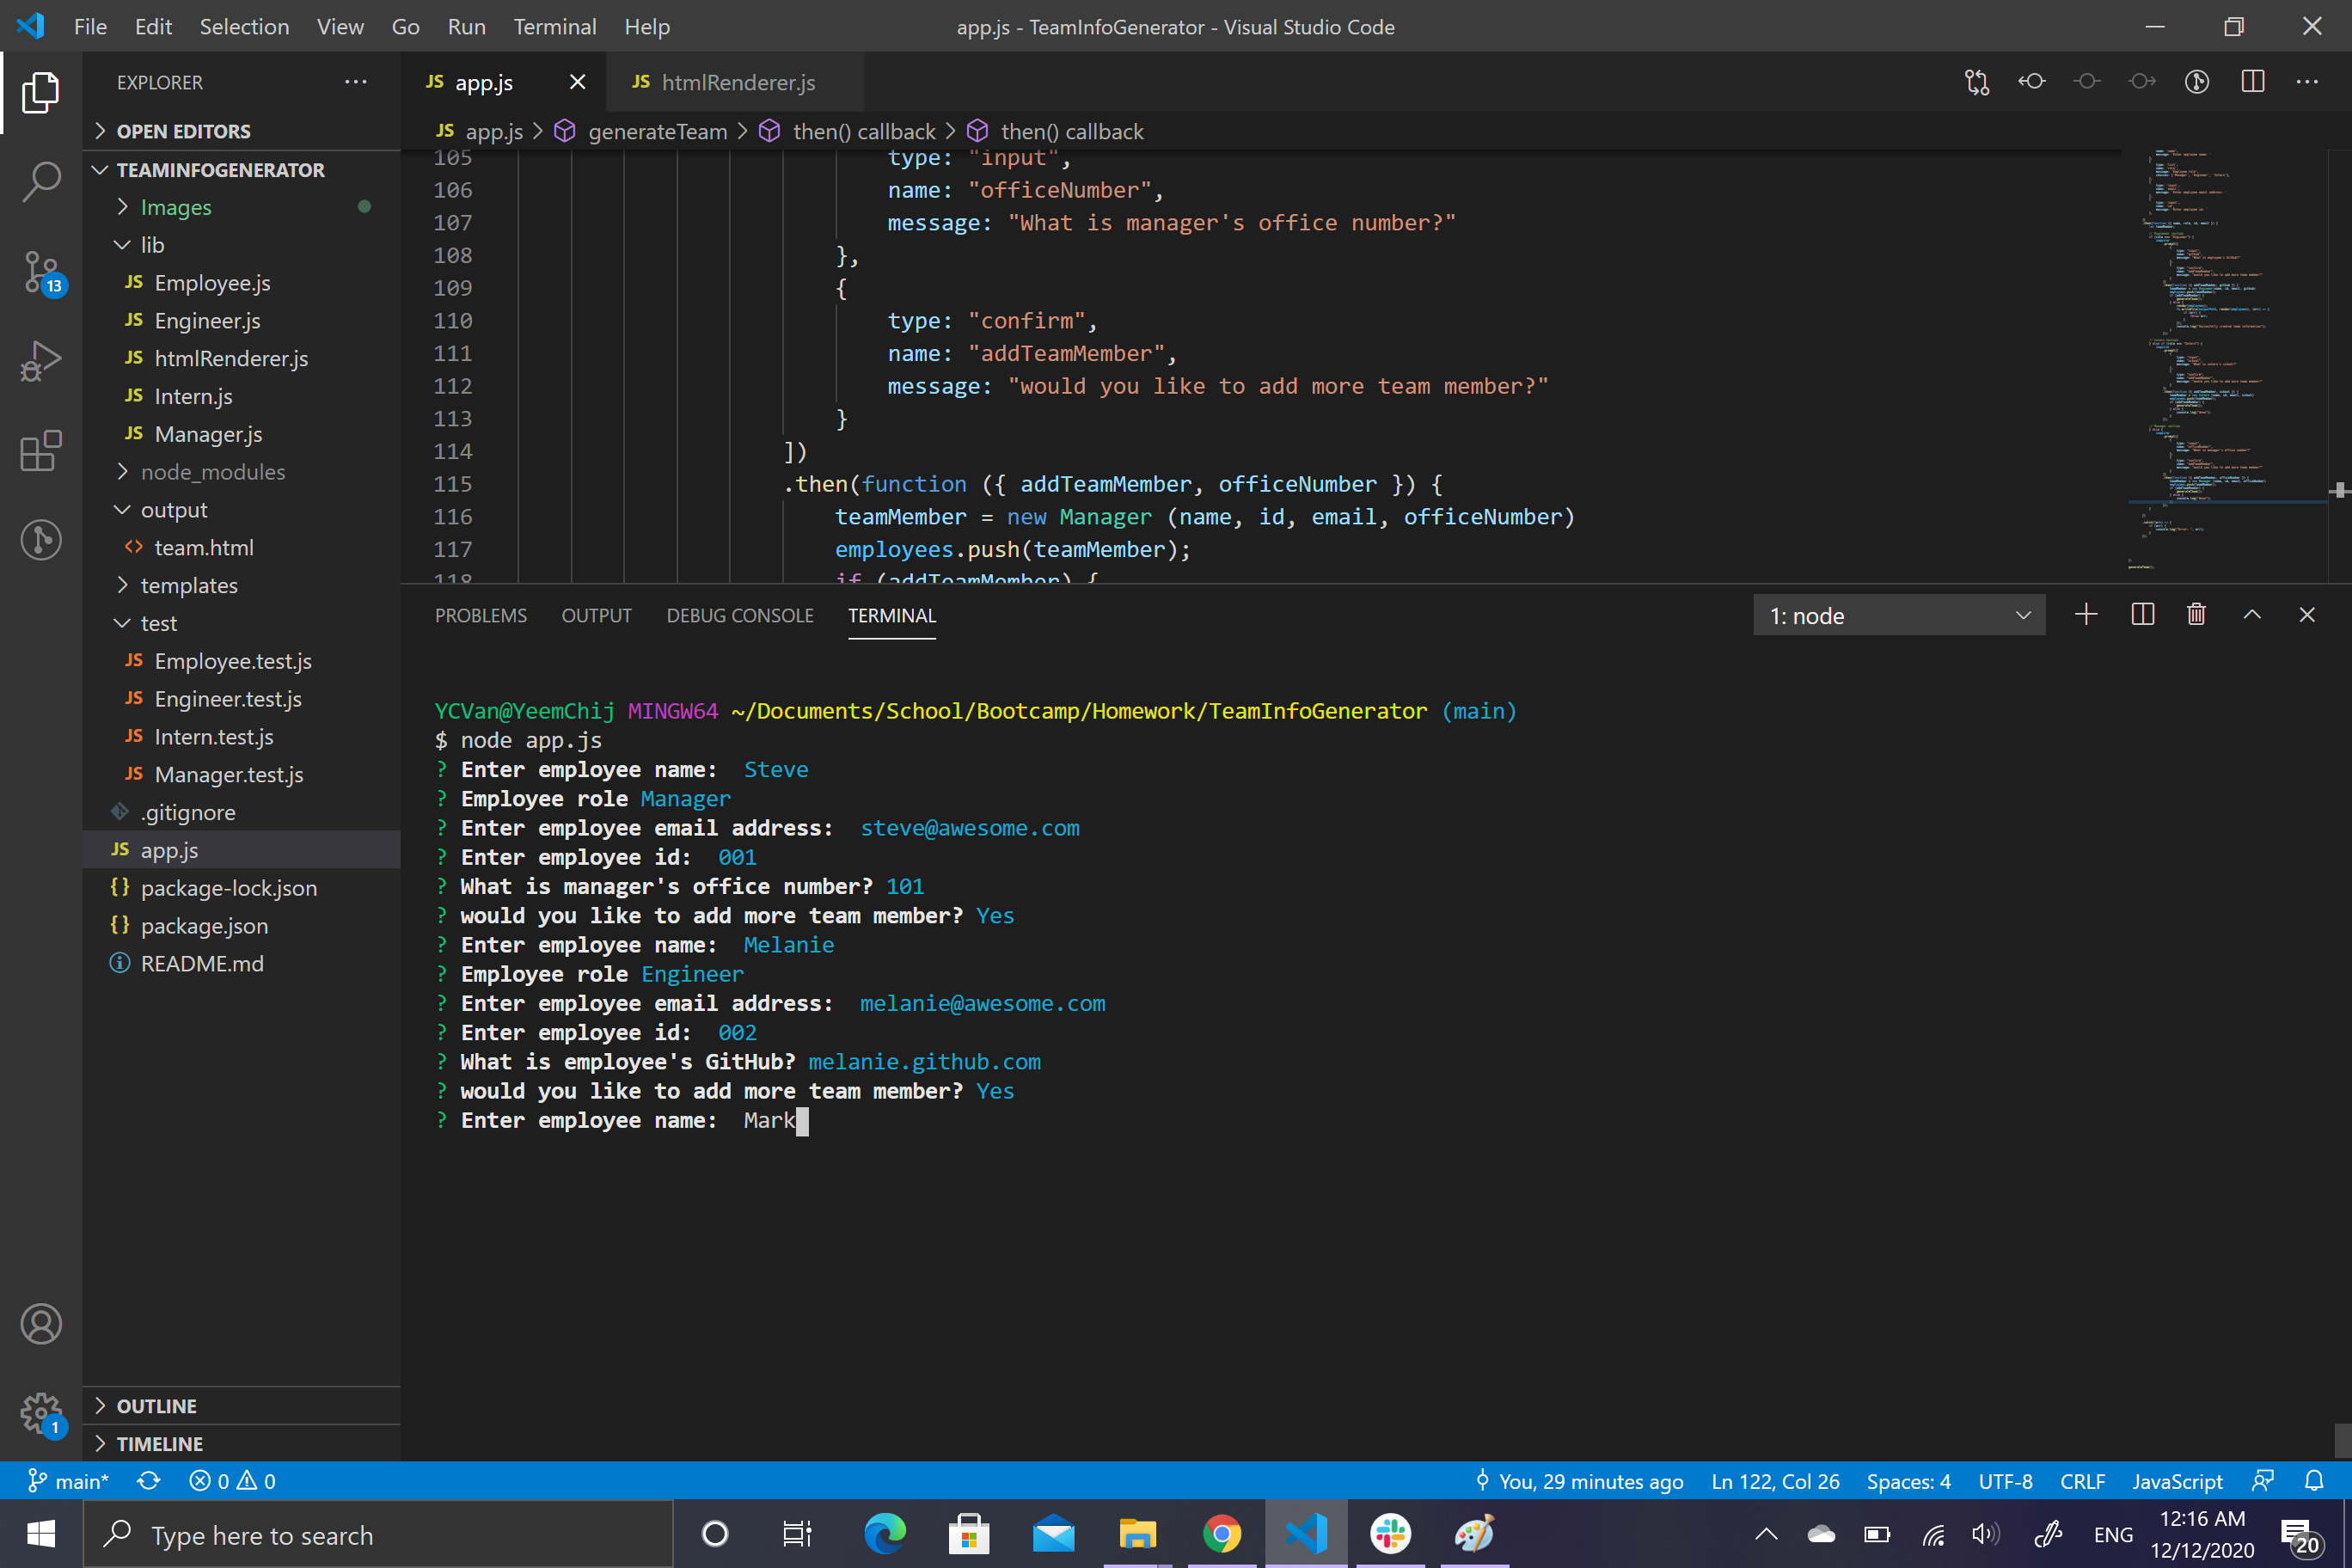 File Edit Selection View Go Run Terminal Help
app.js - TeamInfoGenerator - Visual Studio Code
EXPLORER
OPEN EDITORS
TEAMINFOGENERATOR
Images
lib
JS Employee.js
JS Engineer.js
JS htmlRenderer.js
JS Intern.js
JS Manager.js
node_modules
output
<> team.html
templates
test
JS Employee.test.js
JS Engineer.test.js
JS Intern.test.js
JS Manager.test.js
.gitignore
JS app.js
{} package-lock.json
{} package.json
README.md
OUTLINE
TIMELINE
13
1
JS app.js
JS htmlRenderer.js
JS app.js > generateTeam > then() callback > then() callback
105 type: "input",
106 name: "officeNumber",
107 message: "What is manager's office number?"
108 },
109 {
110 type: "confirm",
111 name: "addTeamMember",
112 message: "would you like to add more team member?"
113 }
114 ])
115 .then(function ({ addTeamMember, officeNumber }) {
116 teamMember = new Manager (name, id, email, officeNumber)
117 employees.push(teamMember);
118 if (addTeamMember) {
PROBLEMS OUTPUT DEBUG CONSOLE TERMINAL
1: node
YCVan@YeemChij MINGW64 ~/Documents/School/Bootcamp/Homework/TeamInfoGenerator (main)
$ node app.js
? Enter employee name:  Steve
? Employee role Manager
? Enter employee email address:  steve@awesome.com
? Enter employee id:  001
? What is manager's office number? 101
? would you like to add more team member? Yes
? Enter employee name:  Melanie
? Employee role Engineer
? Enter employee email address:  melanie@awesome.com
? Enter employee id:  002
? What is employee's GitHub? melanie.github.com
? would you like to add more team member? Yes
? Enter employee name:  Mark
main* 0 0
You, 29 minutes ago Ln 122, Col 26 Spaces: 4 UTF-8 CRLF JavaScript
Type here to search
ENG
12:16 AM
12/12/2020
20